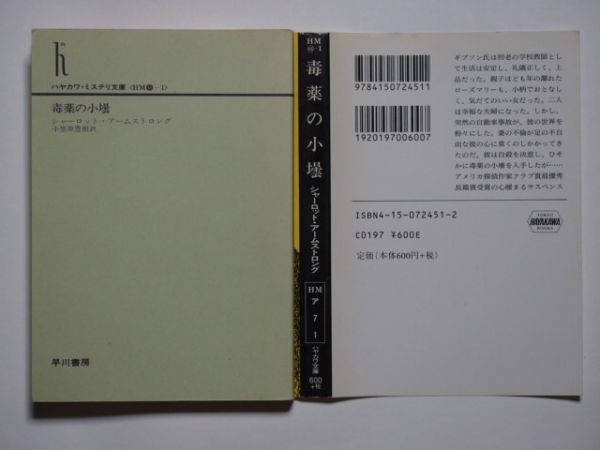 h
ハヤカワ・ミステリ文庫〈HM㊿-1〉
毒薬の小壜
シャーロット・アームストロング
小笠原豊樹訳
早川書房
HM
-1
毒薬の小壜
シャーロット・アームストロング
HM
ア
7
1
ハヤカワ文庫
600
+税
9784150724511
1920197006007
ISBN4-15-072451-2
C0197 ¥600E
定価(本体600円+税)
TOKYO
HAYAKAWA
BOOKS
ギブソン氏は初老の学校教師とし
て生活は安定し、礼儀正しく、上
品だった。親子ほども年の離れた
ローズマリーも、小柄でおとなし
く、気だてのいい女だった。二人
は幸福な夫婦になった。しかし、
突然の自動車事故が、彼の世界を
粉々にした。妻の不倫が足の不自
由な彼の心に重くのしかかってき
たのだ。彼は自殺を決意し、ひそ
かに毒薬の小壜を入手したが……
アメリカ探偵作家クラブ賞最優秀
長篇賞受賞の心暖まるサスペンス